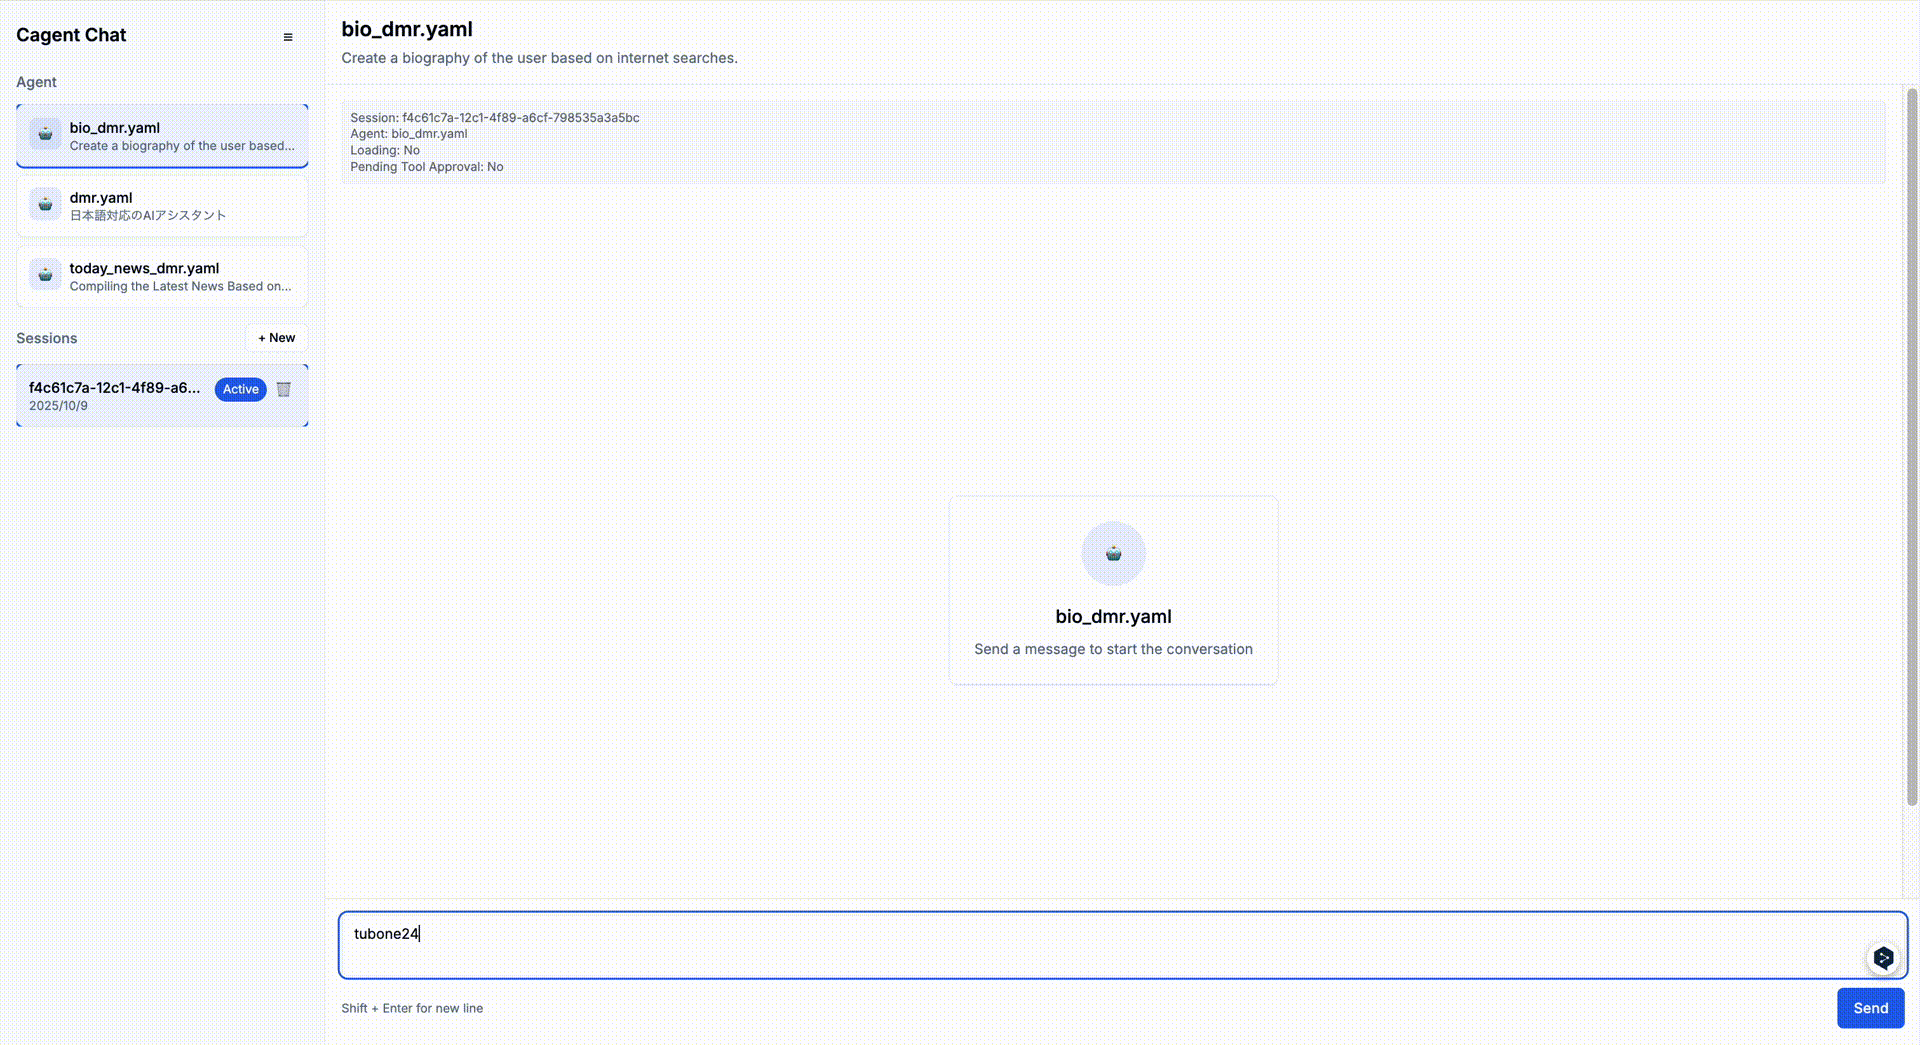 Cagent Chat
Agent
bio_dmr.yaml
Create a biography of the user based...
dmr.yaml
日本語対応のAIアシスタント
today_news_dmr.yaml
Compiling the Latest News Based on...
Sessions
+ New
f4c61c7a-12c1-4f89-a6...
Active
2025/10/9
bio_dmr.yaml
Create a biography of the user based on internet searches.
Session: f4c61c7a-12c1-4f89-a6cf-798535a3a5bc
Agent: bio_dmr.yaml
Loading: No
Pending Tool Approval: No
bio_dmr.yaml
Send a message to start the conversation
tubone24
Shift + Enter for new line
Send